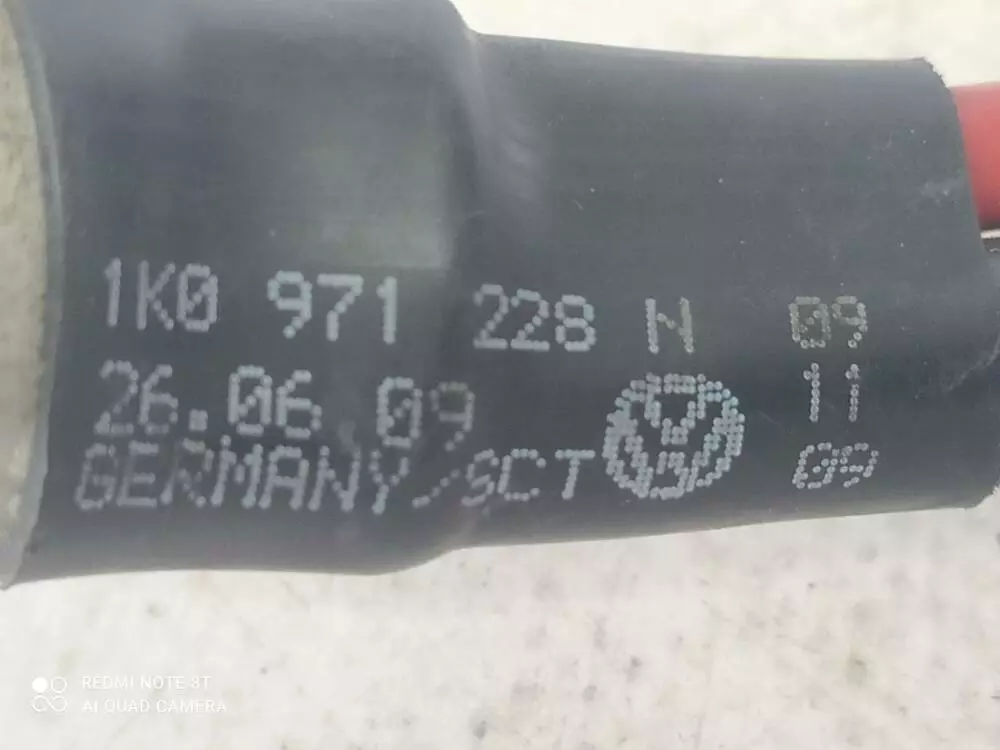 1K0 971 228 N 09
26.06.09 11
GERMANY/SCT 09
REDMI NOTE 8T
AI QUAD CAMERA